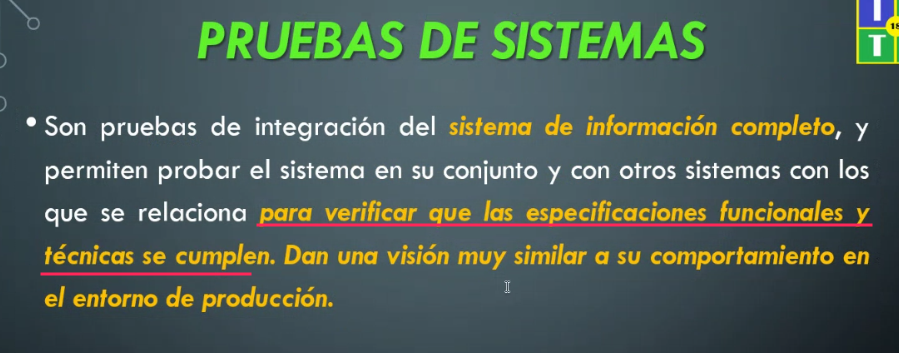 PRUEBAS DE SISTEMAS
I
T
18
• Son pruebas de integración del sistema de información completo, y
permiten probar el sistema en su conjunto y con otros sistemas con los
que se relaciona para verificar que las especificaciones funcionales y
técnicas se cumplen. Dan una visión muy similar a su comportamiento en
el entorno de producción.